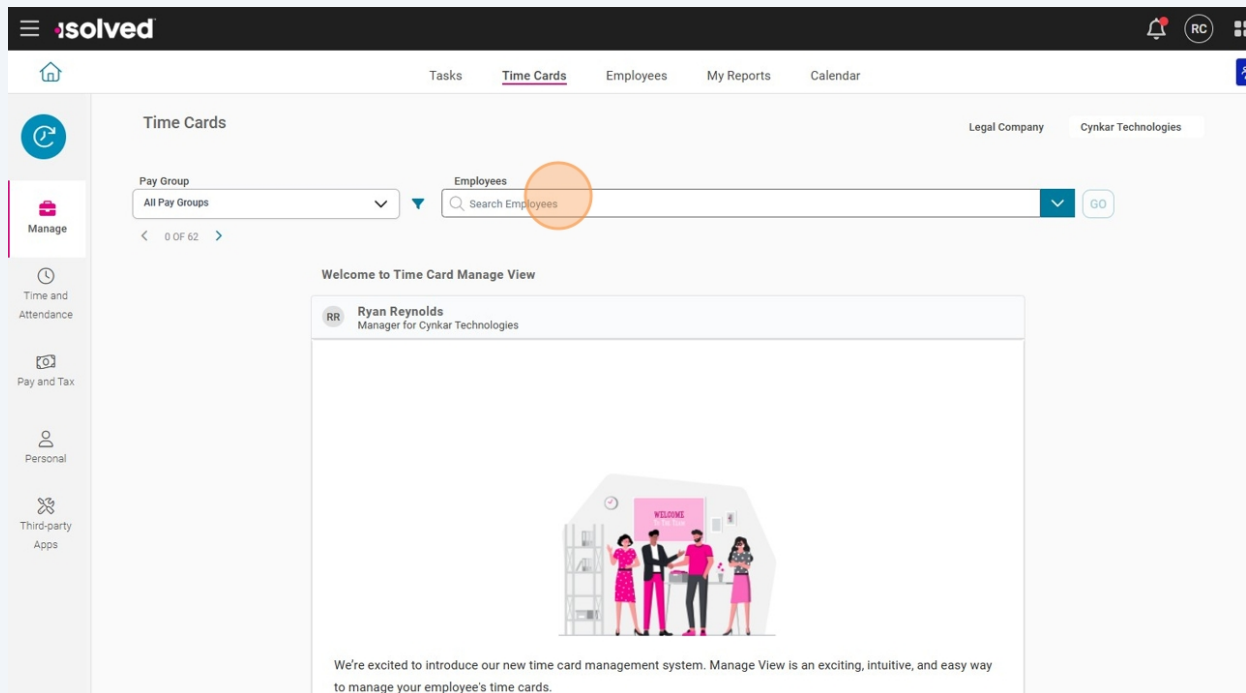 isolved
RC
Tasks
Time Cards
Employees
My Reports
Calendar
Time Cards
Legal Company
Cynkar Technologies
Pay Group
Employees
All Pay Groups
Search Employees
GO
0 OF 62
Manage
Time and
Attendance
Pay and Tax
Personal
Third-party
Apps
Welcome to Time Card Manage View
RR
Ryan Reynolds
Manager for Cynkar Technologies
WELCOME
To The Team
We're excited to introduce our new time card management system. Manage View is an exciting, intuitive, and easy way
to manage your employee's time cards.